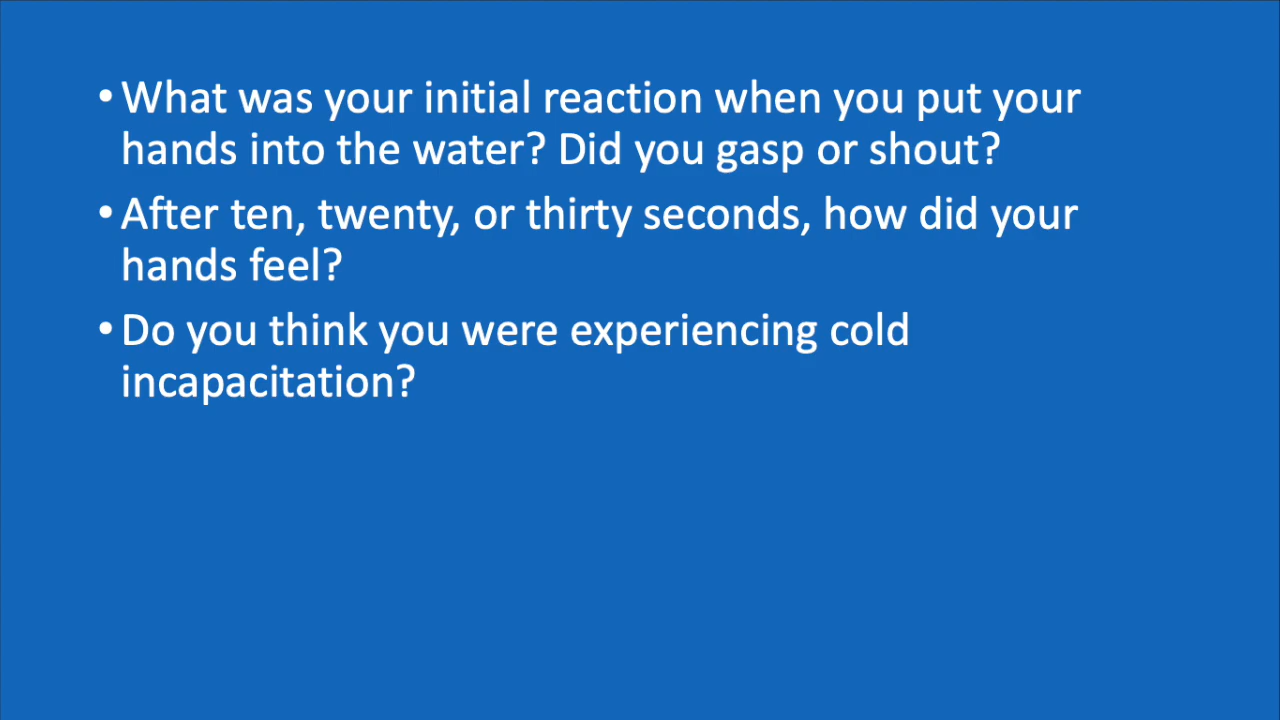 • What was your initial reaction when you put your
hands into the water? Did you gasp or shout?
• After ten, twenty, or thirty seconds, how did your
hands feel?
• Do you think you were experiencing cold
incapacitation?